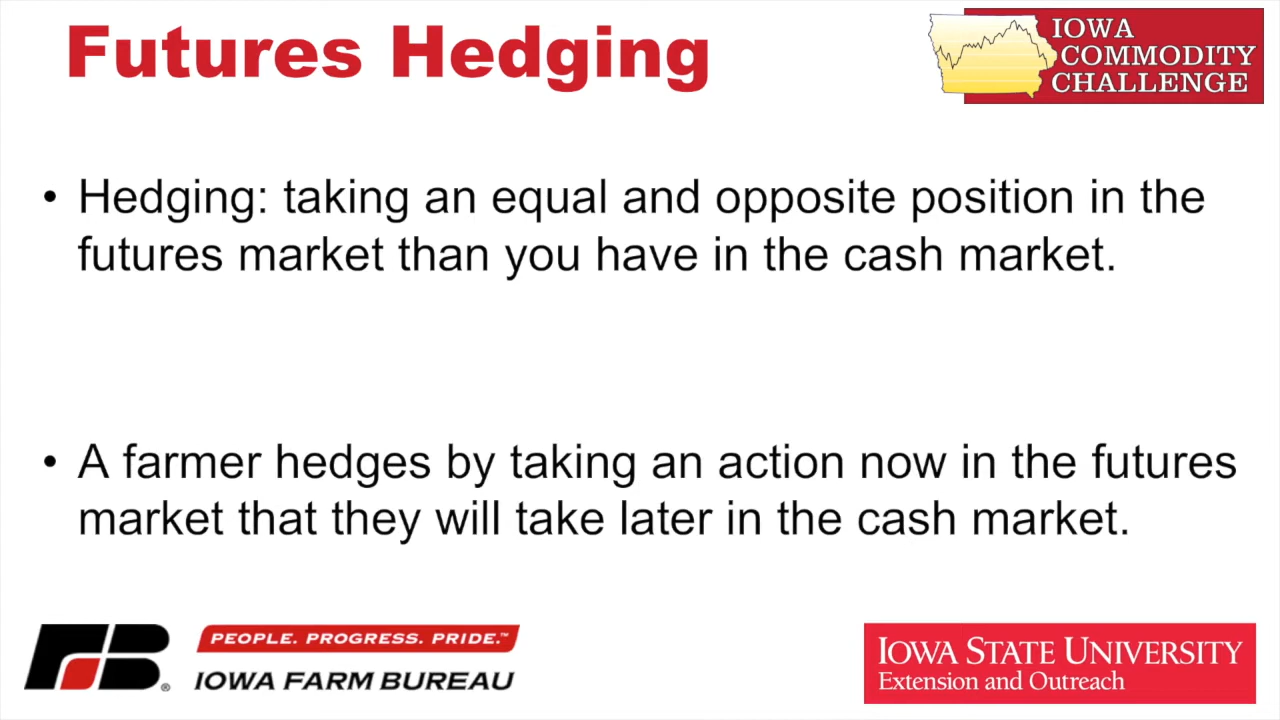 Futures Hedging
IOWA
COMMODITY
CHALLENGE
• Hedging: taking an equal and opposite position in the
futures market than you have in the cash market.
• A farmer hedges by taking an action now in the futures
market that they will take later in the cash market.
FB®
PEOPLE. PROGRESS. PRIDE.™
IOWA FARM BUREAU
IOWA STATE UNIVERSITY
Extension and Outreach